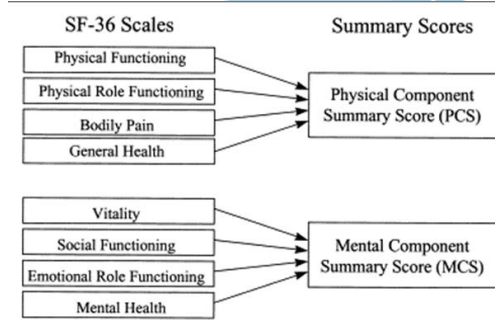 SF-36 Scales
Summary Scores
Physical Functioning
Physical Role Functioning
Bodily Pain
General Health
Physical Component
Summary Score (PCS)
Vitality
Social Functioning
Emotional Role Functioning
Mental Health
Mental Component
Summary Score (MCS)